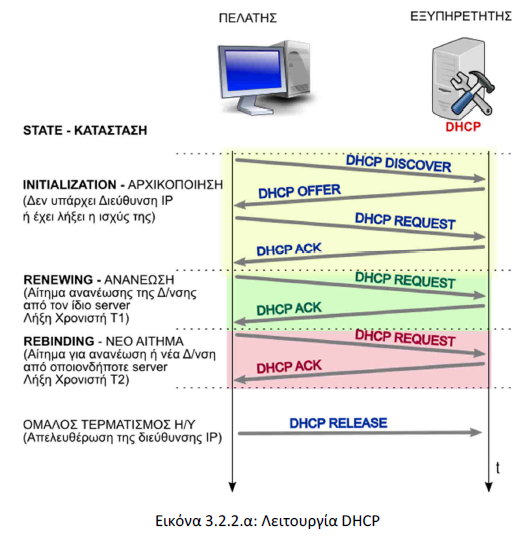 ΠΕΛΑΤΗΣ
ΕΞΥΠΗΡΕΤΗΤΗΣ
DHCP
STATE - ΚΑΤΑΣΤΑΣΗ
DHCP DISCOVER
INITIALIZATION - ΑΡΧΙΚΟΠΟΙΗΣΗ
(Δεν υπάρχει Διεύθυνση IP
ή έχει λήξει η ισχύς της)
DHCP OFFER
DHCP REQUEST
DHCP ACK
RENEWING - ΑΝΑΝΕΩΣΗ
(Αίτημα ανανέωσης της Δ/νσης
από τον ίδιο server
Λήξη Χρονιστή T1)
DHCP REQUEST
DHCP ACK
REBINDING - ΝΕΟ ΑΙΤΗΜΑ
(Αίτημα για ανανέωση ή νέα Δ/νση
από οποιονδήποτε server
Λήξη Χρονιστή T2)
DHCP REQUEST
DHCP ACK
ΟΜΑΛΟΣ ΤΕΡΜΑΤΙΣΜΟΣ Η/Υ
(Απελευθέρωση της διεύθυνσης IP)
DHCP RELEASE
t
Εικόνα 3.2.2.α: Λειτουργία DHCP